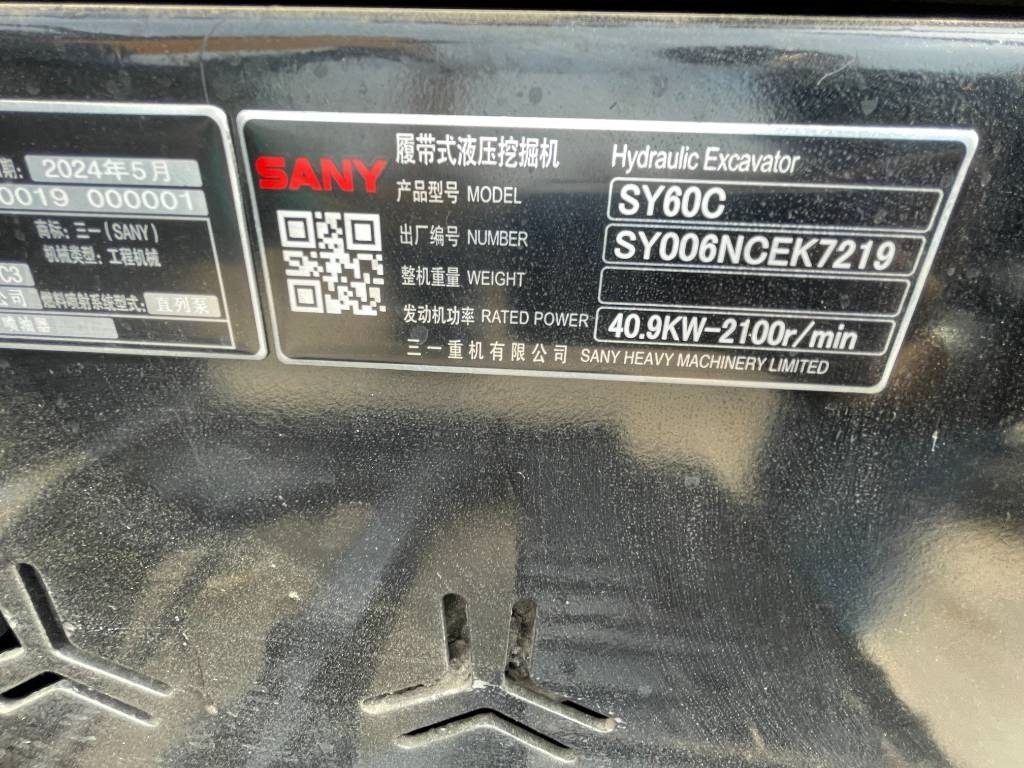 期: 2024年5月
0019 000001
商标: 三一(SANY)
机械类型: 工程机械
C3
公司 燃料喷射系统型式: 直列泵
SANY
履带式液压挖掘机 Hydraulic Excavator
产品型号 MODEL SY60C
出厂编号 NUMBER SY006NCEK7219
整机重量 WEIGHT
发动机功率 RATED POWER 40.9KW-2100r/min
三一重机有限公司 SANY HEAVY MACHINERY LIMITED